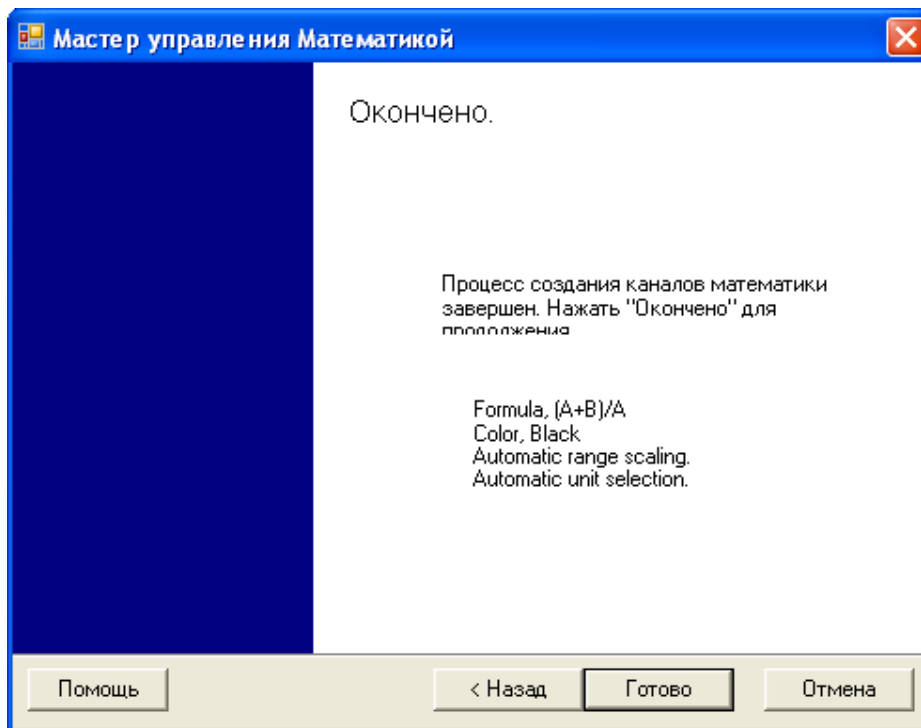 Мастер управления Математикой
Окончено.
Процесс создания каналов математики
завершен. Нажать "Окончено" для
продолжения
Formula, (A+B)/A
Color, Black
Automatic range scaling.
Automatic unit selection.
Помощь
< Назад
Готово
Отмена